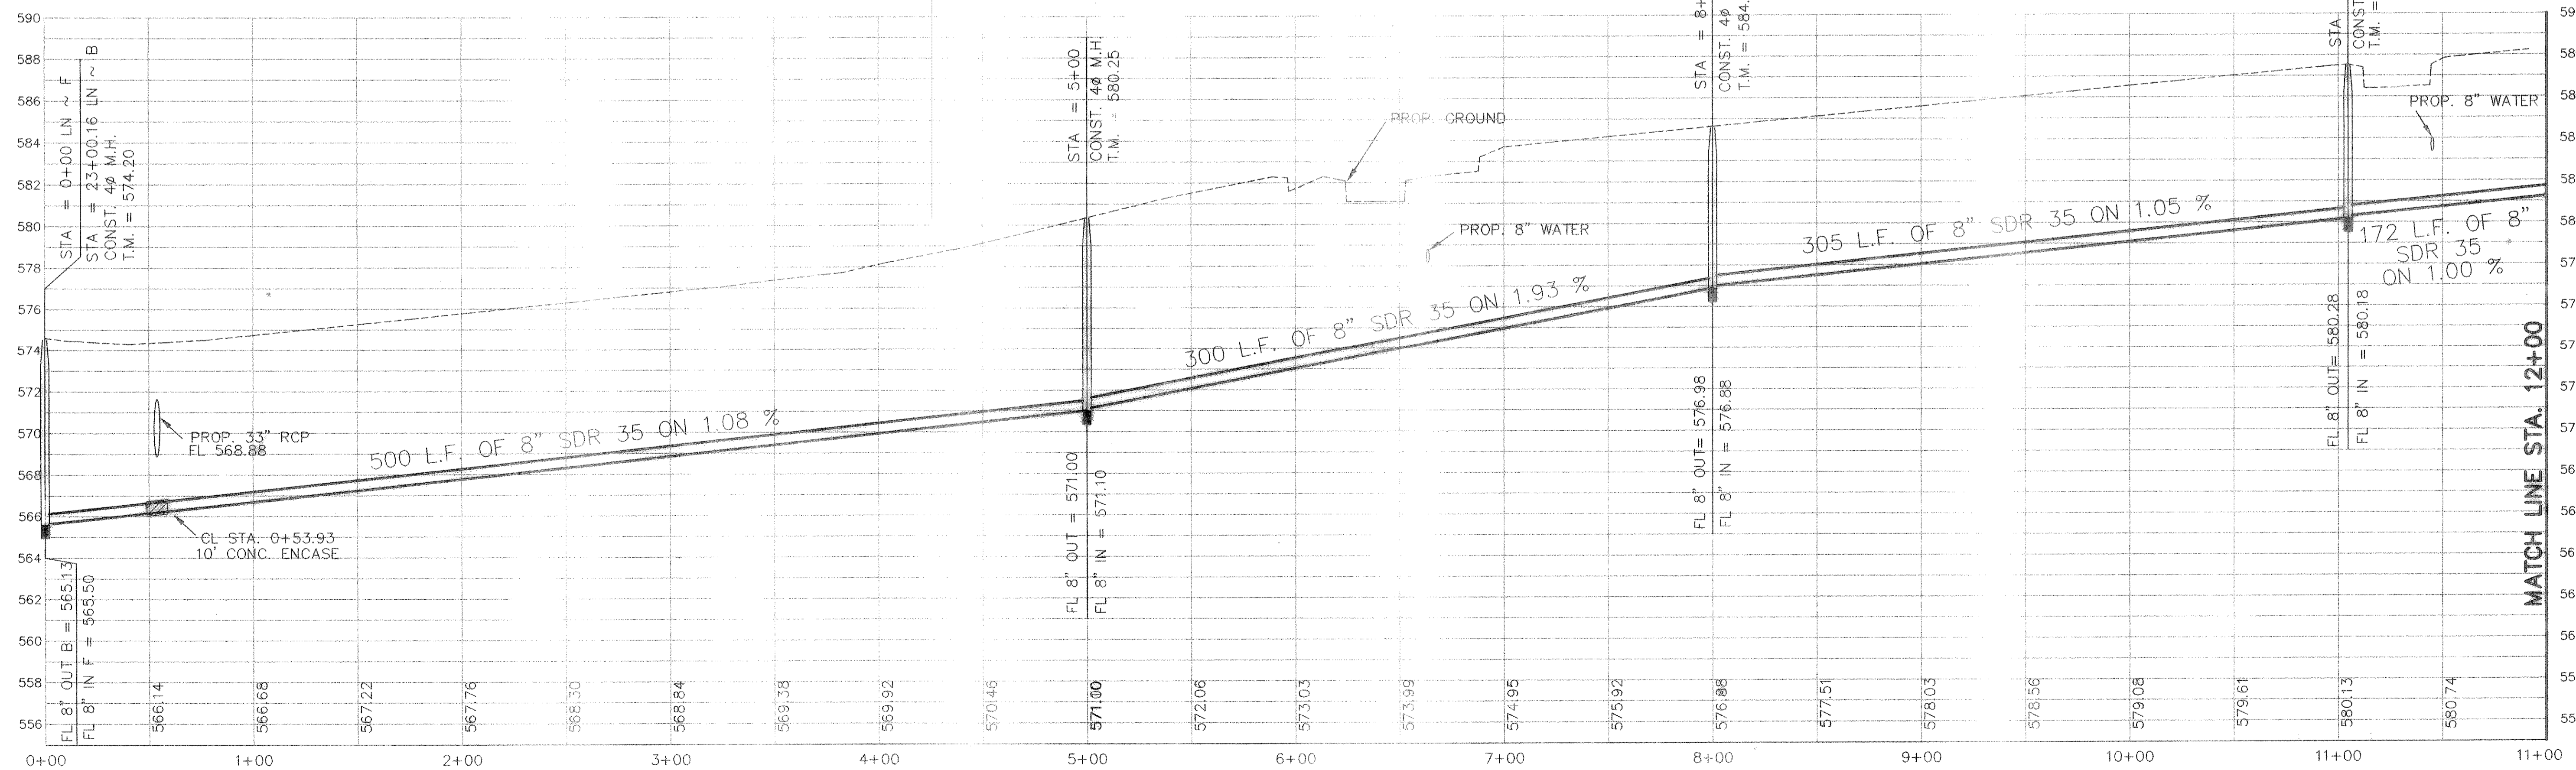 590
588
586
584
582
580
578
576
574
572
570
568
566
564
562
560
558
556
STA = 0+00 LN ~ F
STA = 23+00.16 LN ~ B
CONST. 4ø M.H.
T.M. = 574.20
STA = 5+00
CONST. 4ø M.H.
T.M. = 580.25
STA = 8+
CONST. 4ø
T.M. = 584.
STA
CONST
T.M. =
PROP. GROUND
PROP. 8" WATER
PROP. 8" WATER
PROP. 33" RCP
FL 568.88
CL STA. 0+53.93
10' CONC. ENCASE
500 L.F. OF 8" SDR 35 ON 1.08 %
300 L.F. OF 8" SDR 35 ON 1.93 %
305 L.F. OF 8" SDR 35 ON 1.05 %
172 L.F. OF 8"
SDR 35
ON 1.00 %
FL 8" OUT B = 565.13
FL 8" IN F = 565.50
FL 8" OUT = 571.00
FL 8" IN = 571.10
FL 8" OUT= 576.98
FL 8" IN = 576.88
FL 8" OUT= 580.28
FL 8" IN = 580.18
MATCH LINE STA. 12+00
566.14
566.68
567.22
567.76
568.30
568.84
569.38
569.92
570.46
571.00
572.06
573.03
573.99
574.95
575.92
576.88
577.51
578.03
578.56
579.08
579.61
580.13
580.74
0+00 1+00 2+00 3+00 4+00 5+00 6+00 7+00 8+00 9+00 10+00 11+00 11+00